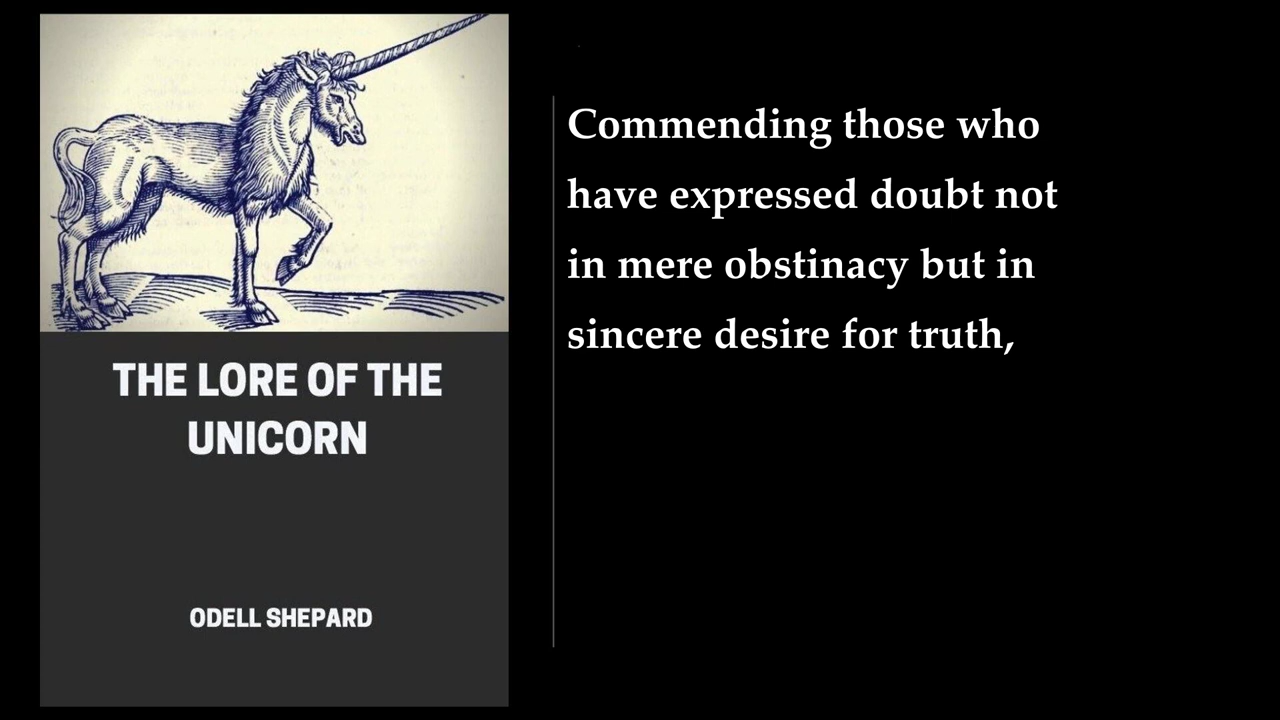 THE LORE OF THE
UNICORN
ODELL SHEPARD
Commending those who
have expressed doubt not
in mere obstinacy but in
sincere desire for truth,